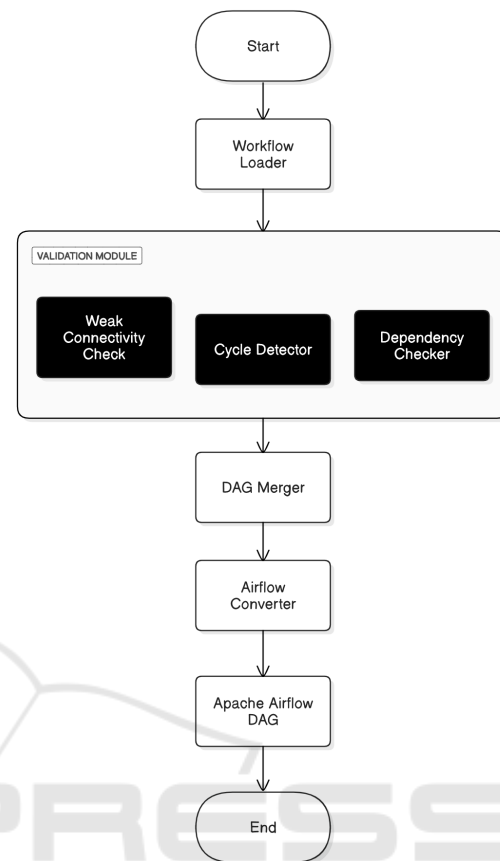 Start
Workflow
Loader
VALIDATION MODULE
Weak
Connectivity
Check
Cycle Detector
Dependency
Checker
DAG Merger
Airflow
Converter
Apache Airflow
DAG
End
PRESS